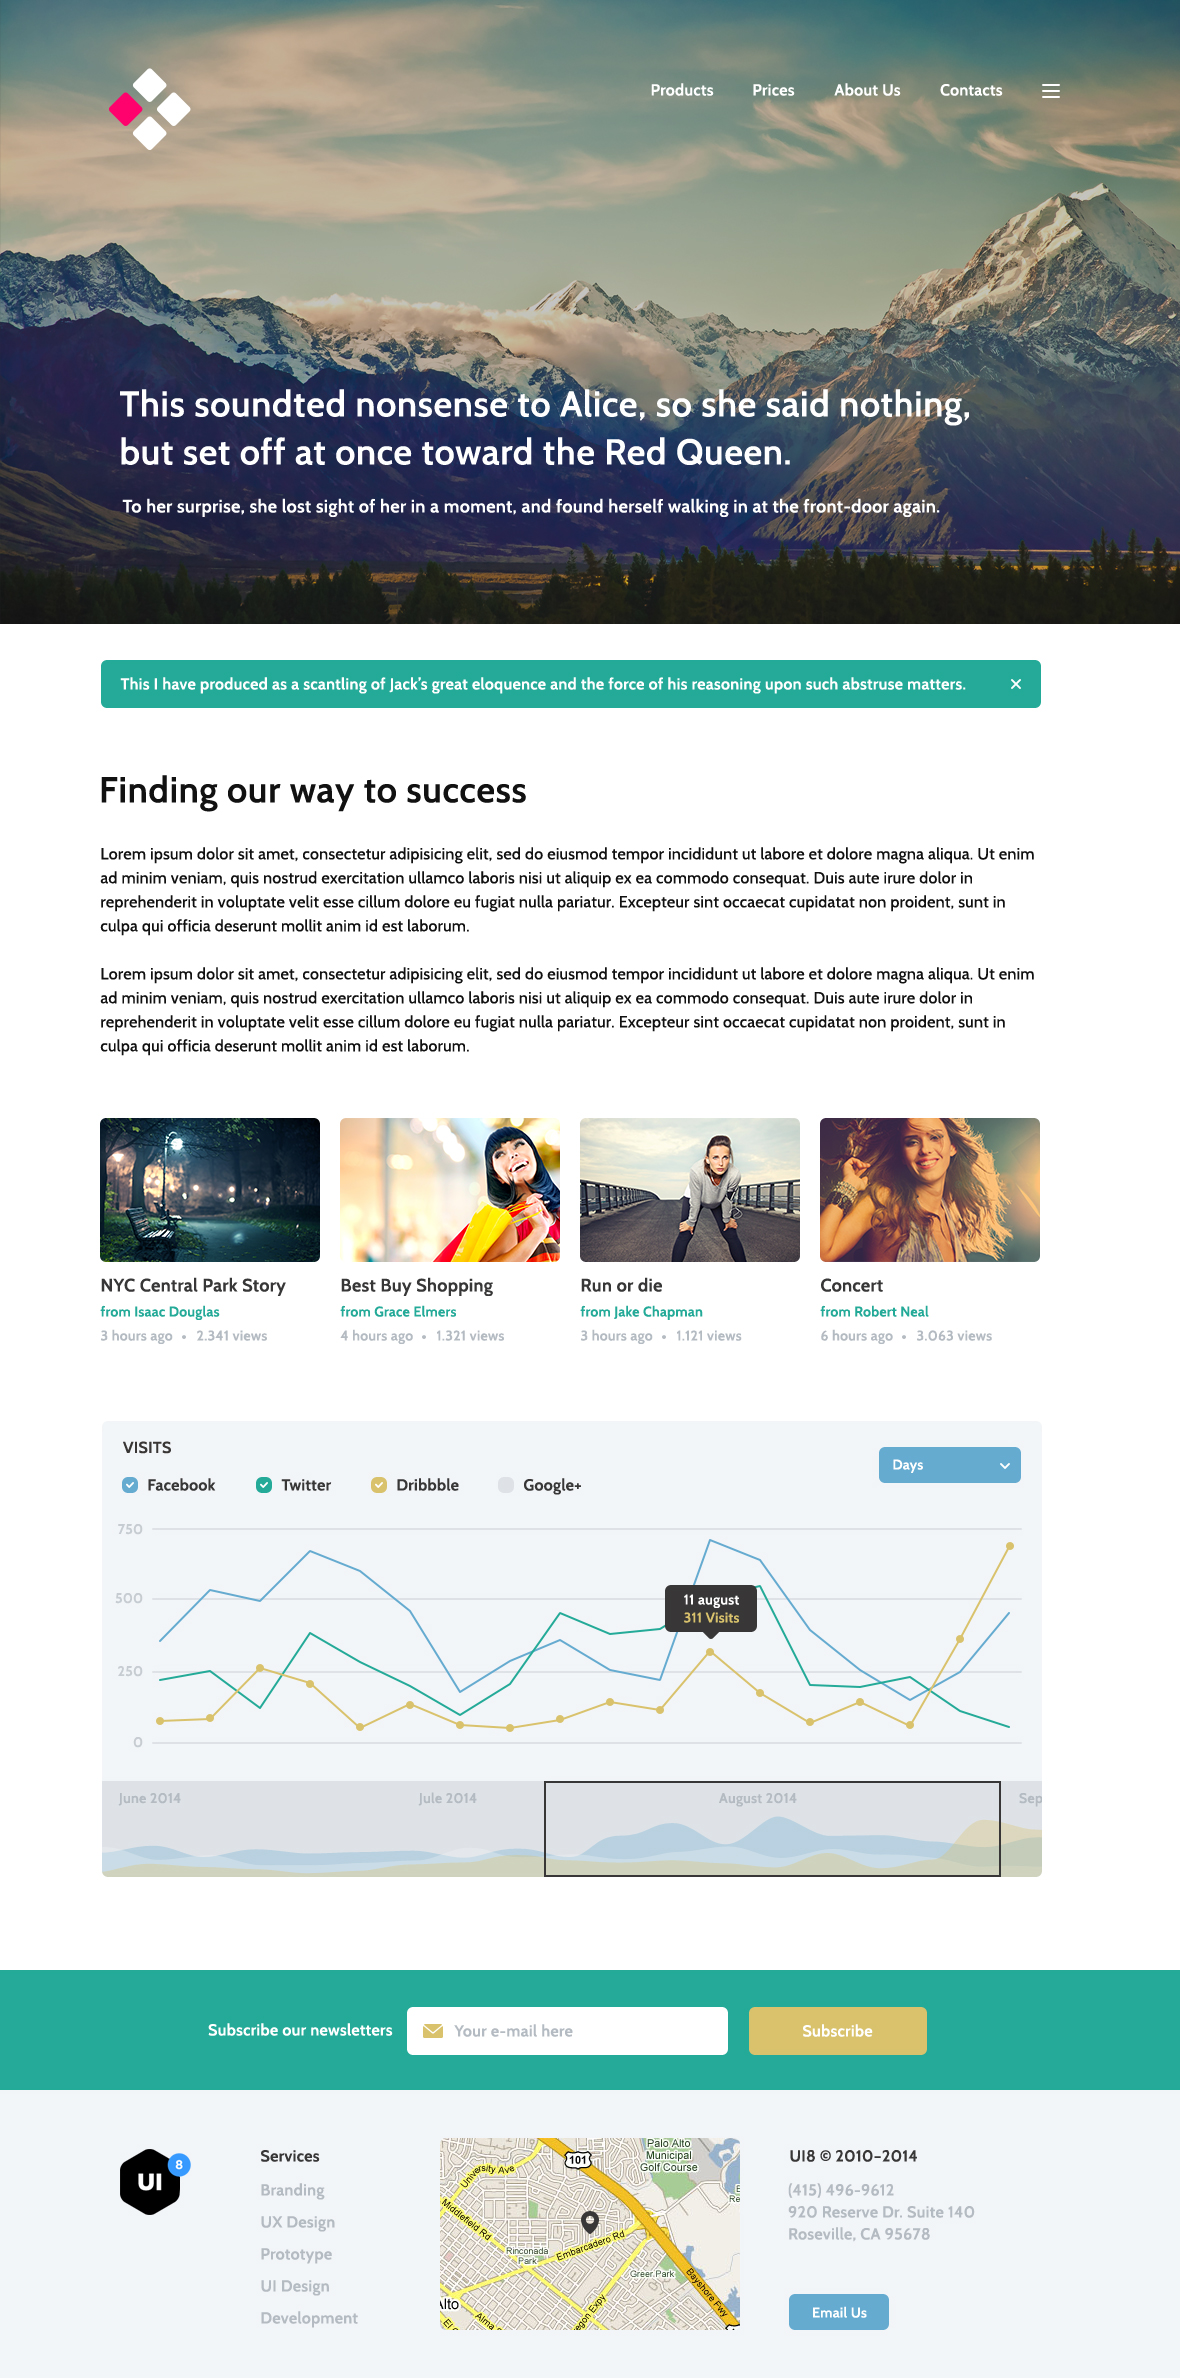 Products Prices About Us Contacts
This soundted nonsense to Alice, so she said nothing,
but set off at once toward the Red Queen.
To her surprise, she lost sight of her in a moment, and found herself walking in at the front-door again.
This I have produced as a scantling of Jack’s great eloquence and the force of his reasoning upon such abstruse matters.
Finding our way to success
Lorem ipsum dolor sit amet, consectetur adipisicing elit, sed do eiusmod tempor incididunt ut labore et dolore magna aliqua. Ut enim
ad minim veniam, quis nostrud exercitation ullamco laboris nisi ut aliquip ex ea commodo consequat. Duis aute irure dolor in
reprehenderit in voluptate velit esse cillum dolore eu fugiat nulla pariatur. Excepteur sint occaecat cupidatat non proident, sunt in
culpa qui officia deserunt mollit anim id est laborum.
Lorem ipsum dolor sit amet, consectetur adipisicing elit, sed do eiusmod tempor incididunt ut labore et dolore magna aliqua. Ut enim
ad minim veniam, quis nostrud exercitation ullamco laboris nisi ut aliquip ex ea commodo consequat. Duis aute irure dolor in
reprehenderit in voluptate velit esse cillum dolore eu fugiat nulla pariatur. Excepteur sint occaecat cupidatat non proident, sunt in
culpa qui officia deserunt mollit anim id est laborum.
NYC Central Park Story
from Isaac Douglas
3 hours ago • 2.341 views
Best Buy Shopping
from Grace Elmers
4 hours ago • 1.321 views
Run or die
from Jake Chapman
3 hours ago • 1.121 views
Concert
from Robert Neal
6 hours ago • 3.063 views
VISITS
Facebook Twitter Dribbble Google+
Days
750
500
250
0
11 august
311 Visits
June 2014 Jule 2014 August 2014 Sep
Subscribe our newsletters
Your e-mail here
Subscribe
UI
8
Services
Branding
UX Design
Prototype
UI Design
Development
Palo Alto
Municipal
Golf Course
101
University Ave
Middlefield Rd
Rinconada
Park
Embarcadero Rd
Greer Park
Bayshore Fwy
Alto
Alma
egon Expy
El C
Re
UI8 © 2010–2014
(415) 496-9612
920 Reserve Dr. Suite 140
Roseville, CA 95678
Email Us